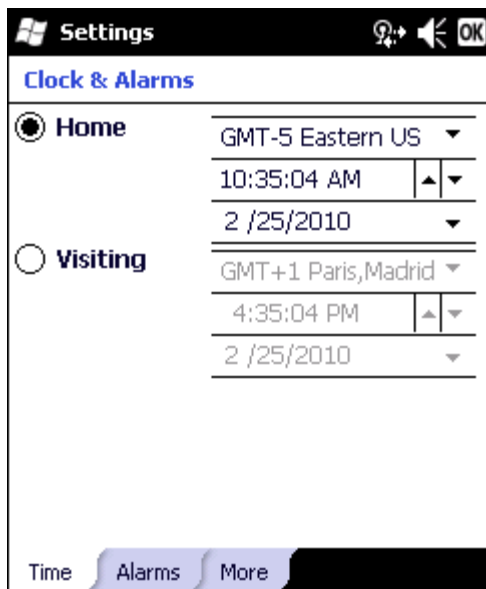 Settings OK
Clock & Alarms
Home GMT-5 Eastern US
10:35:04 AM
2 /25/2010
Visiting GMT+1 Paris,Madrid
4:35:04 PM
2 /25/2010
Time Alarms More